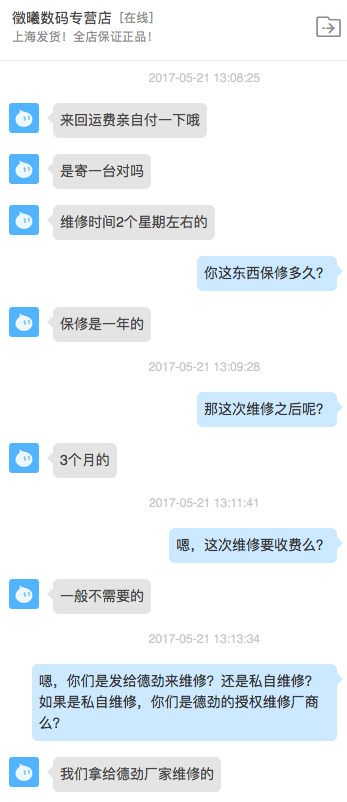 徽曦数码专营店 [在线]
上海发货！全店保证正品！
2017-05-21 13:08:25
来回运费亲自付一下哦
是寄一台对吗
维修时间2个星期左右的
你这东西保修多久？
保修是一年的
2017-05-21 13:09:28
那这次维修之后呢？
3个月的
2017-05-21 13:11:41
嗯，这次维修要收费么？
一般不需要的
2017-05-21 13:13:34
嗯，你们是发给德劲来维修？还是私自维修？
如果是私自维修，你们是德劲的授权维修厂商
么？
我们拿给德劲厂家维修的